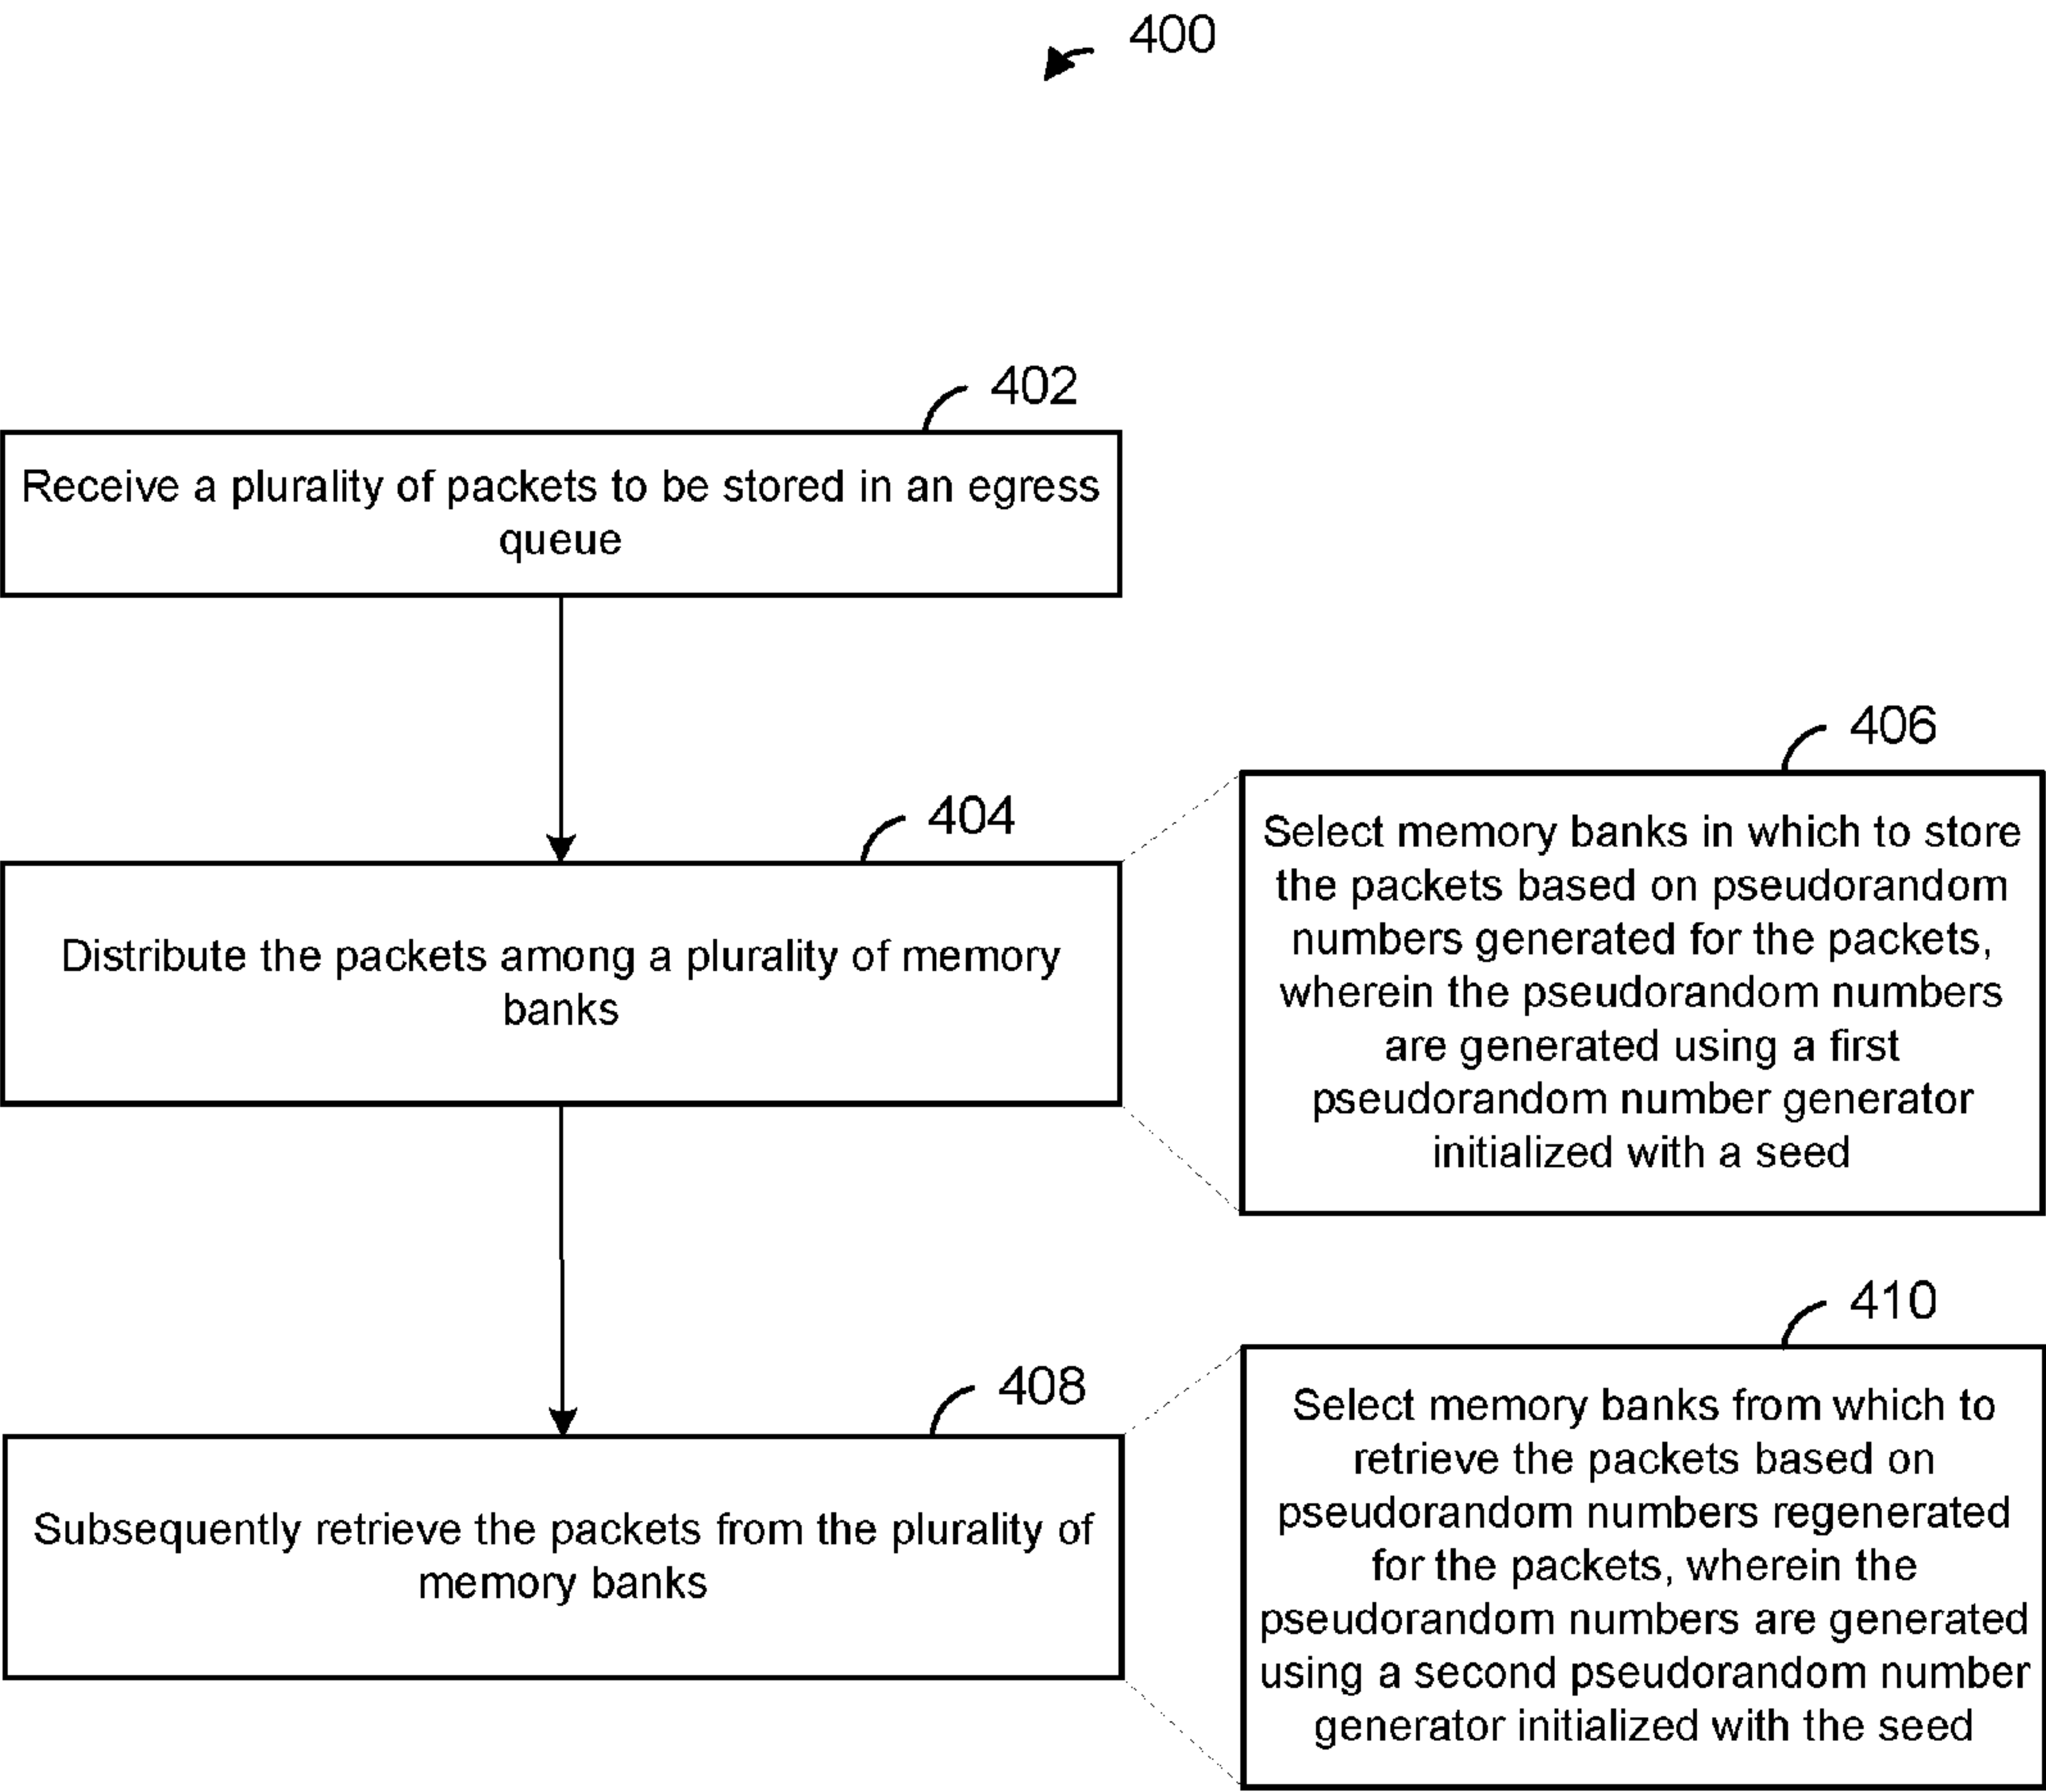 400
402
Receive a plurality of packets to be stored in an egress
queue
404
Distribute the packets among a plurality of memory
banks
406
Select memory banks in which to store
the packets based on pseudorandom
numbers generated for the packets,
wherein the pseudorandom numbers
are generated using a first
pseudorandom number generator
initialized with a seed
408
Subsequently retrieve the packets from the plurality of
memory banks
410
Select memory banks from which to
retrieve the packets based on
pseudorandom numbers regenerated
for the packets, wherein the
pseudorandom numbers are generated
using a second pseudorandom number
generator initialized with the seed